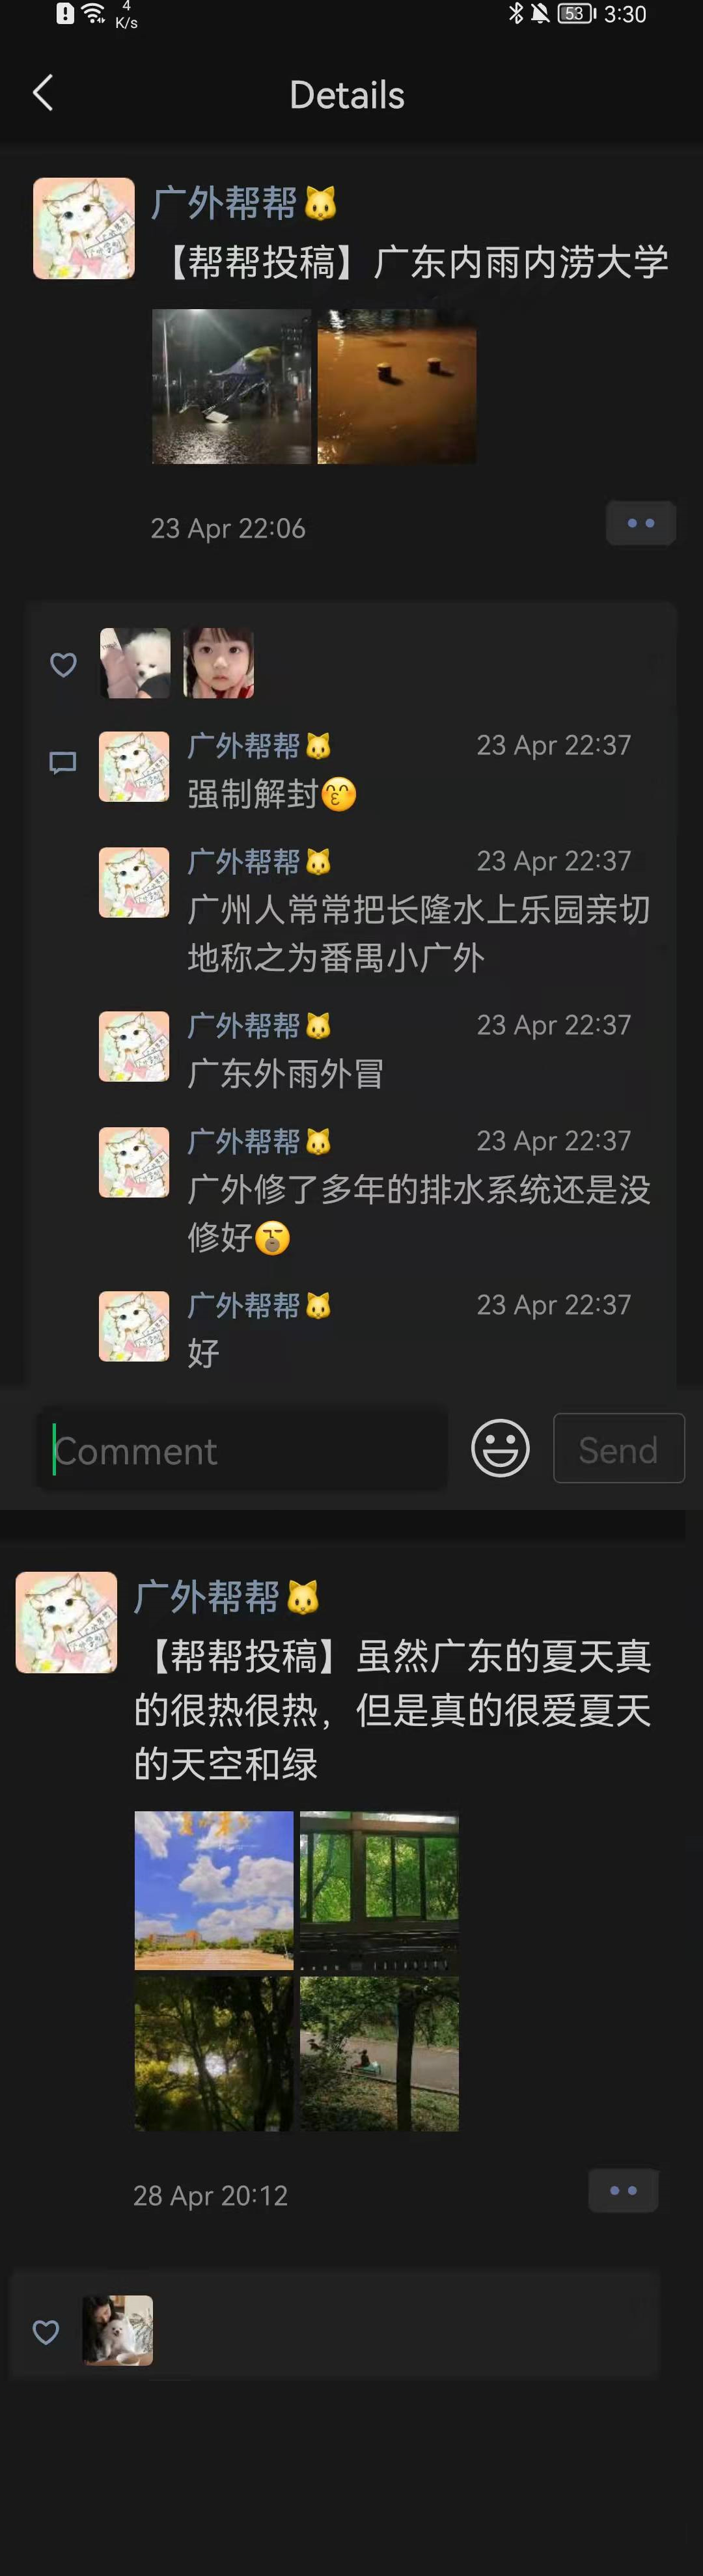 4
K/s
53
3:30
Details
广外帮帮🐱
【帮帮投稿】广东内雨内涝大学
23 Apr 22:06
广外帮帮🐱
23 Apr 22:37
强制解封😙
广外帮帮🐱
23 Apr 22:37
广州人常常把长隆水上乐园亲切
地称之为番禺小广外
广外帮帮🐱
23 Apr 22:37
广东外雨外冒
广外帮帮🐱
23 Apr 22:37
广外修了多年的排水系统还是没
修好
广外帮帮🐱
23 Apr 22:37
好
Comment
Send
广外帮帮🐱
【帮帮投稿】虽然广东的夏天真
的很热很热，但是真的很爱夏天
的天空和绿
28 Apr 20:12